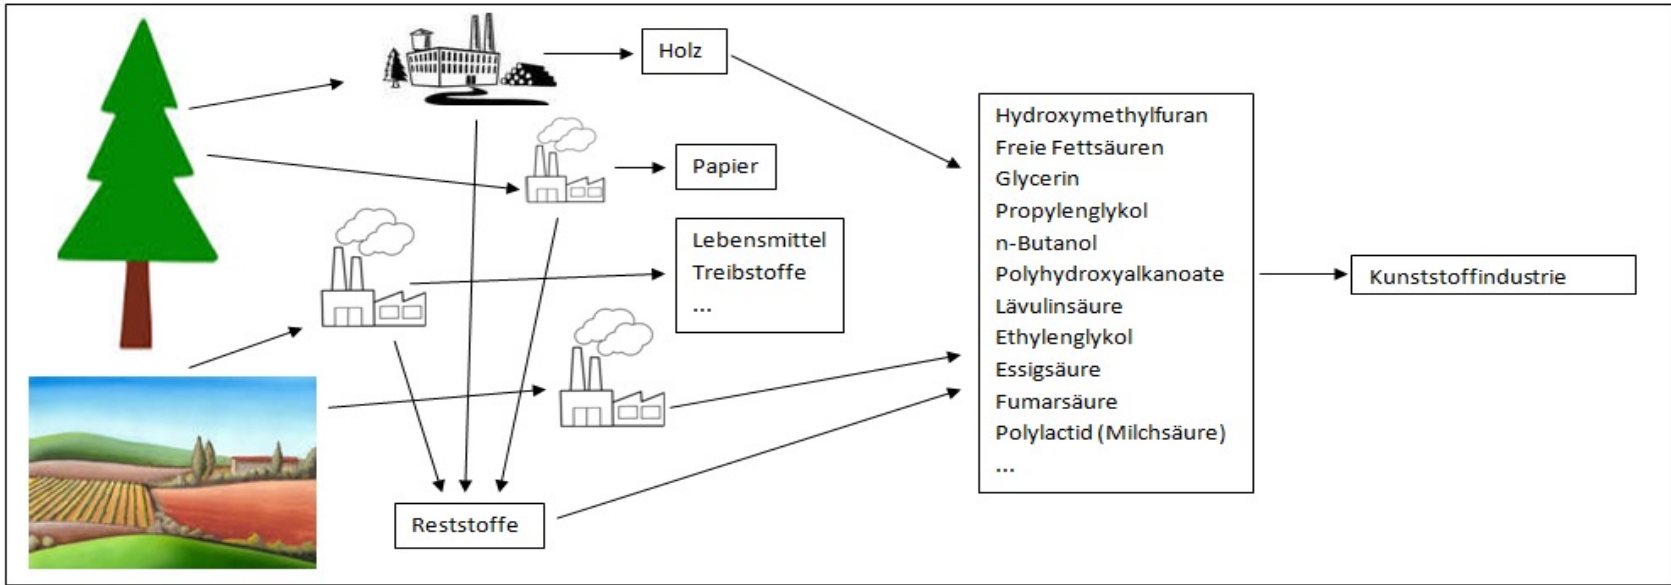 Holz
Papier
Lebensmittel
Treibstoffe
...
Reststoffe
Hydroxymethylfuran
Freie Fettsäuren
Glycerin
Propylenglykol
n-Butanol
Polyhydroxyalkanoate
Lävulinsäure
Ethylenglykol
Essigsäure
Fumarsäure
Polylactid (Milchsäure)
...
Kunststoffindustrie